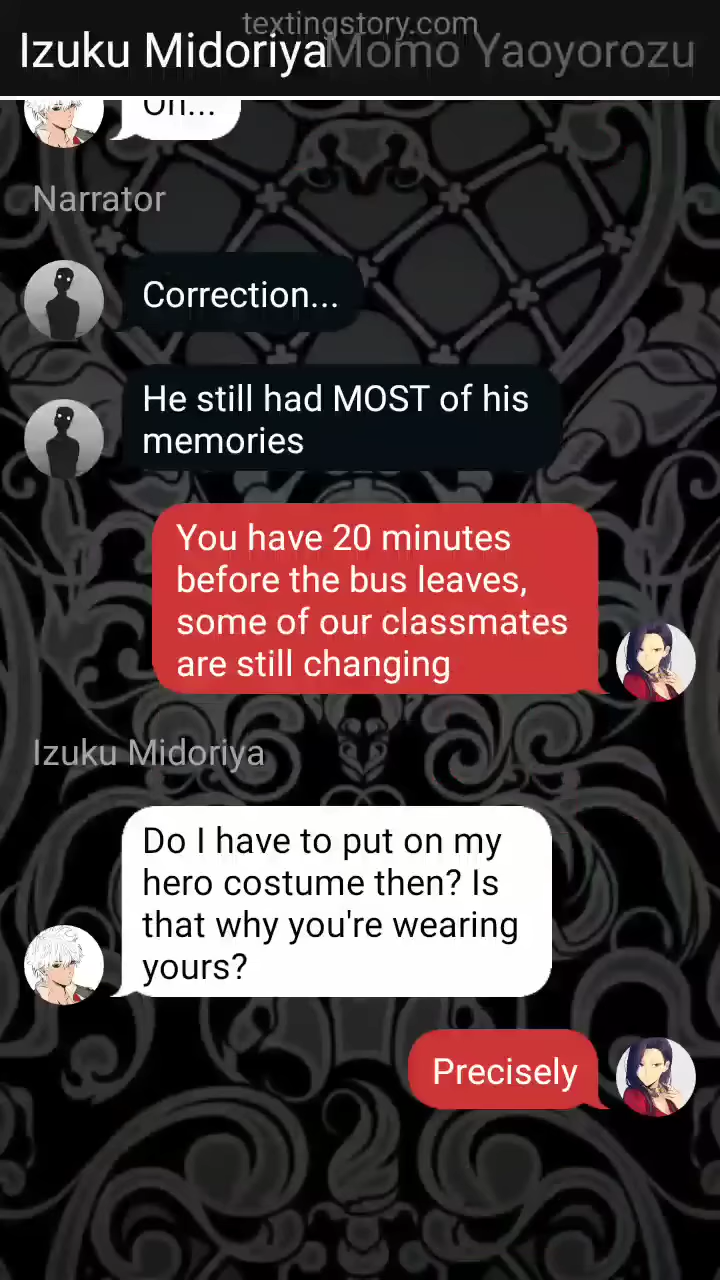 textingstory.com
Izuku Midoriya Momo Yaoyorozu
Narrator
Correction...
He still had MOST of his
memories
You have 20 minutes
before the bus leaves,
some of our classmates
are still changing
Izuku Midoriya
Do I have to put on my
hero costume then? Is
that why you're wearing
yours?
Precisely